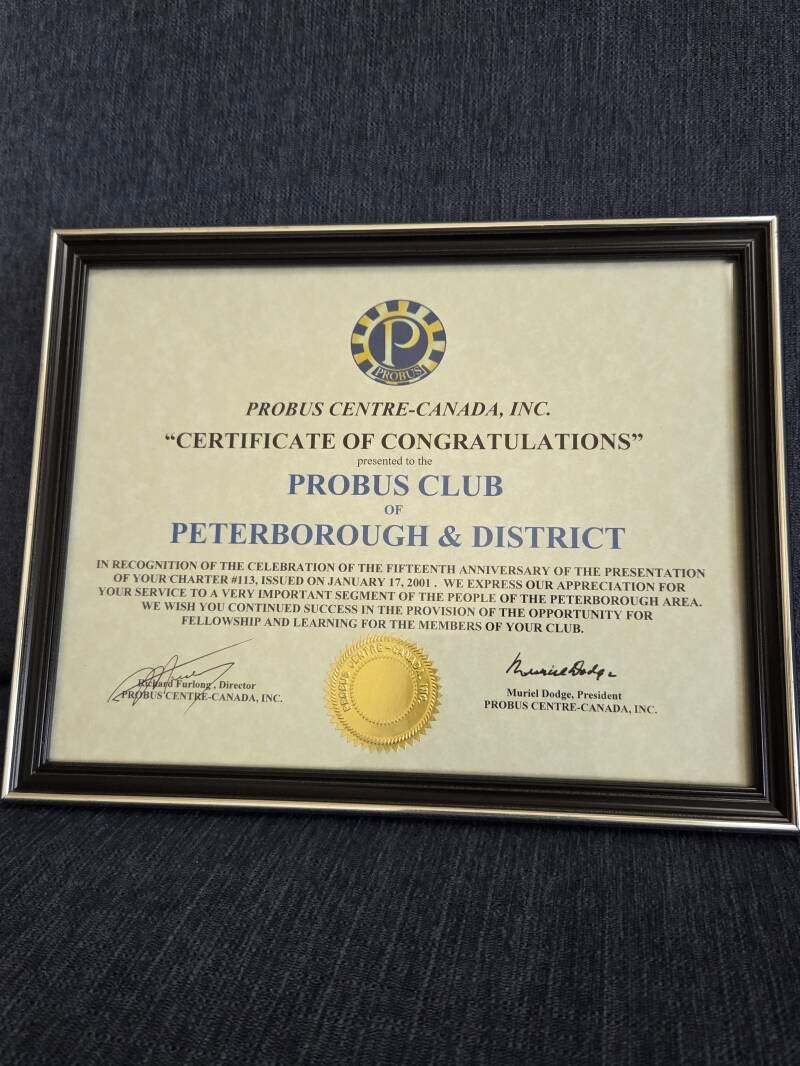 P
PROBUS
PROBUS CENTRE-CANADA, INC.
“CERTIFICATE OF CONGRATULATIONS”
presented to the
PROBUS CLUB
OF
PETERBOROUGH & DISTRICT
IN RECOGNITION OF THE CELEBRATION OF THE FIFTEENTH ANNIVERSARY OF THE PRESENTATION
OF YOUR CHARTER #113, ISSUED ON JANUARY 17, 2001 . WE EXPRESS OUR APPRECIATION FOR
YOUR SERVICE TO A VERY IMPORTANT SEGMENT OF THE PEOPLE OF THE PETERBOROUGH AREA.
WE WISH YOU CONTINUED SUCCESS IN THE PROVISION OF THE OPPORTUNITY FOR
FELLOWSHIP AND LEARNING FOR THE MEMBERS OF YOUR CLUB.
Richard Furlong , Director
PROBUS CENTRE-CANADA, INC.
PROBUS CENTRE-CANADA, INC.
Muriel Dodge
Muriel Dodge, President
PROBUS CENTRE-CANADA, INC.